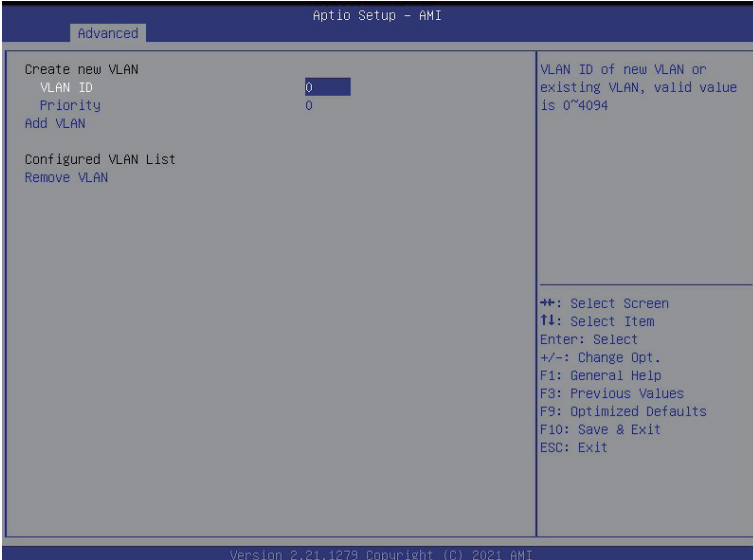 Aptio Setup – AMI
Advanced
Create new VLAN
VLAN ID 0
Priority 0
Add VLAN
Configured VLAN List
Remove VLAN
VLAN ID of new VLAN or
existing VLAN, valid value
is 0~4094
→←: Select Screen
↑↓: Select Item
Enter: Select
+/-: Change Opt.
F1: General Help
F3: Previous Values
F9: Optimized Defaults
F10: Save & Exit
ESC: Exit
Version 2.21.1279 Copyright (C) 2021 AMI